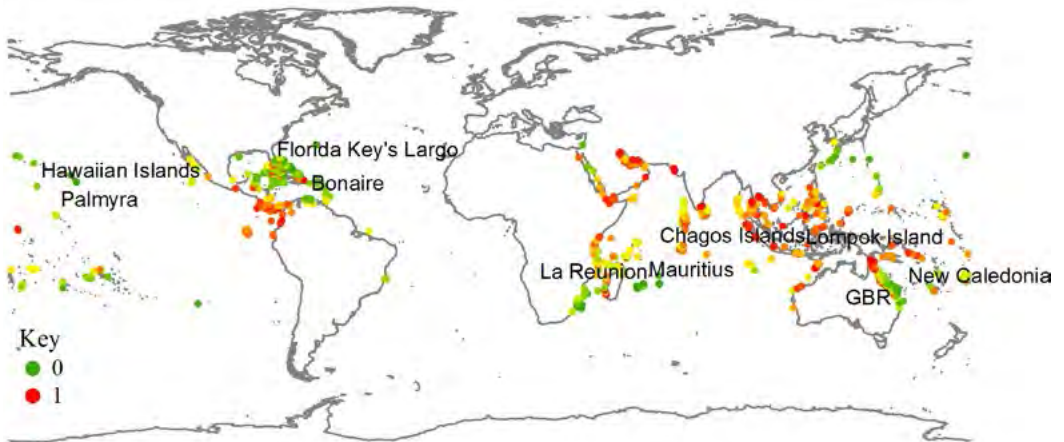 Florida Key's Largo
Hawaiian Islands
Bonaire
Palmyra
Chagos Islands
Lompok Island
La Reunion
Mauritius
New Caledonia
GBR
Key
0
1